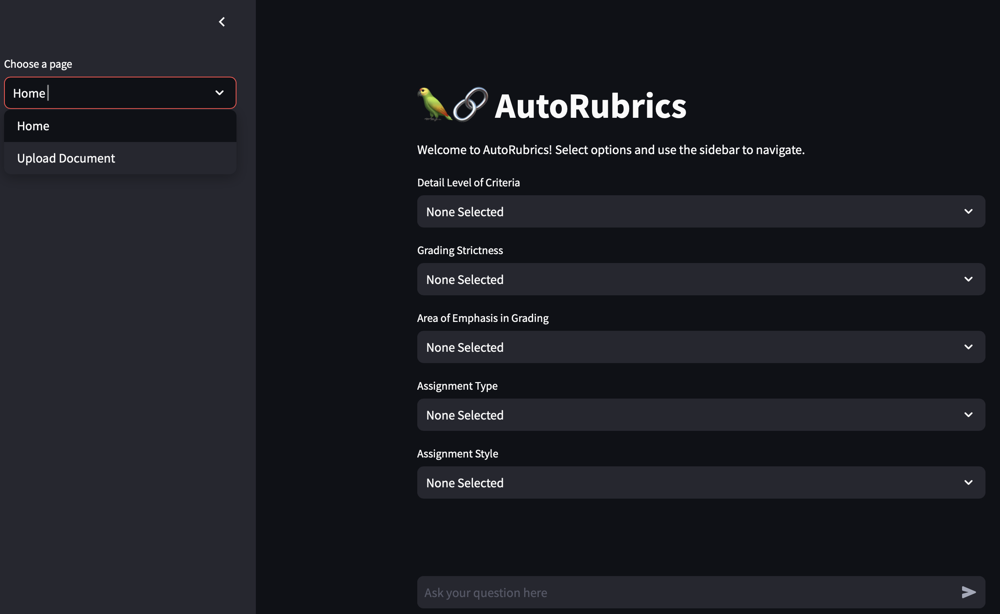 Choose a page
Home
Home
Upload Document
AutoRubrics
Welcome to AutoRubrics! Select options and use the sidebar to navigate.
Detail Level of Criteria
None Selected
Grading Strictness
None Selected
Area of Emphasis in Grading
None Selected
Assignment Type
None Selected
Assignment Style
None Selected
Ask your question here